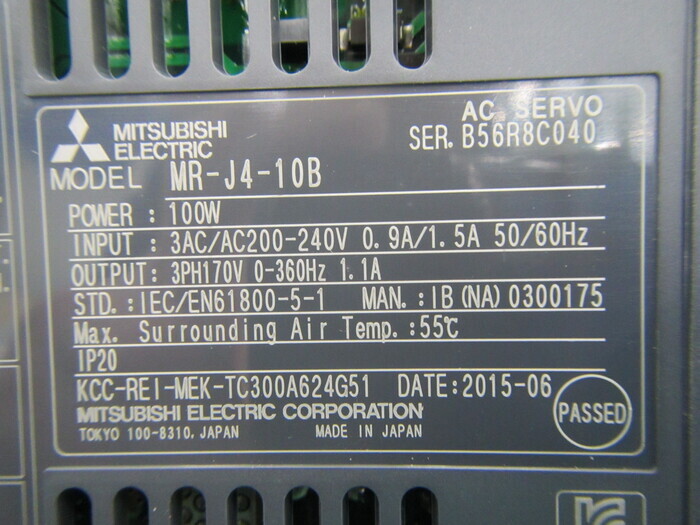 AC SERVO
MITSUBISHI
ELECTRIC
SER. B56R8C040
MODEL MR-J4-10B
POWER : 100W
INPUT : 3AC/AC200-240V 0.9A/1.5A 50/60Hz
OUTPUT: 3PH170V 0-360Hz 1.1A
STD. : IEC/EN61800-5-1 MAN. : IB(NA)0300175
Max. Surrounding Air Temp. :55℃
IP20
KCC-REI-MEK-TC300A624G51 DATE:2015-06
MITSUBISHI ELECTRIC CORPORATION
TOKYO 100-8310, JAPAN MADE IN JAPAN
PASSED